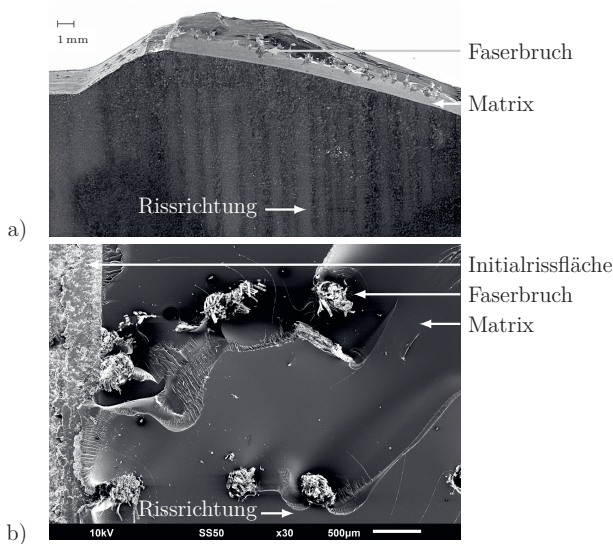 1 mm
Faserbruch
Matrix
Rissrichtung
a)
Initialrissfläche
Faserbruch
Matrix
Rissrichtung
b)
10kV SS50 x30 500µm